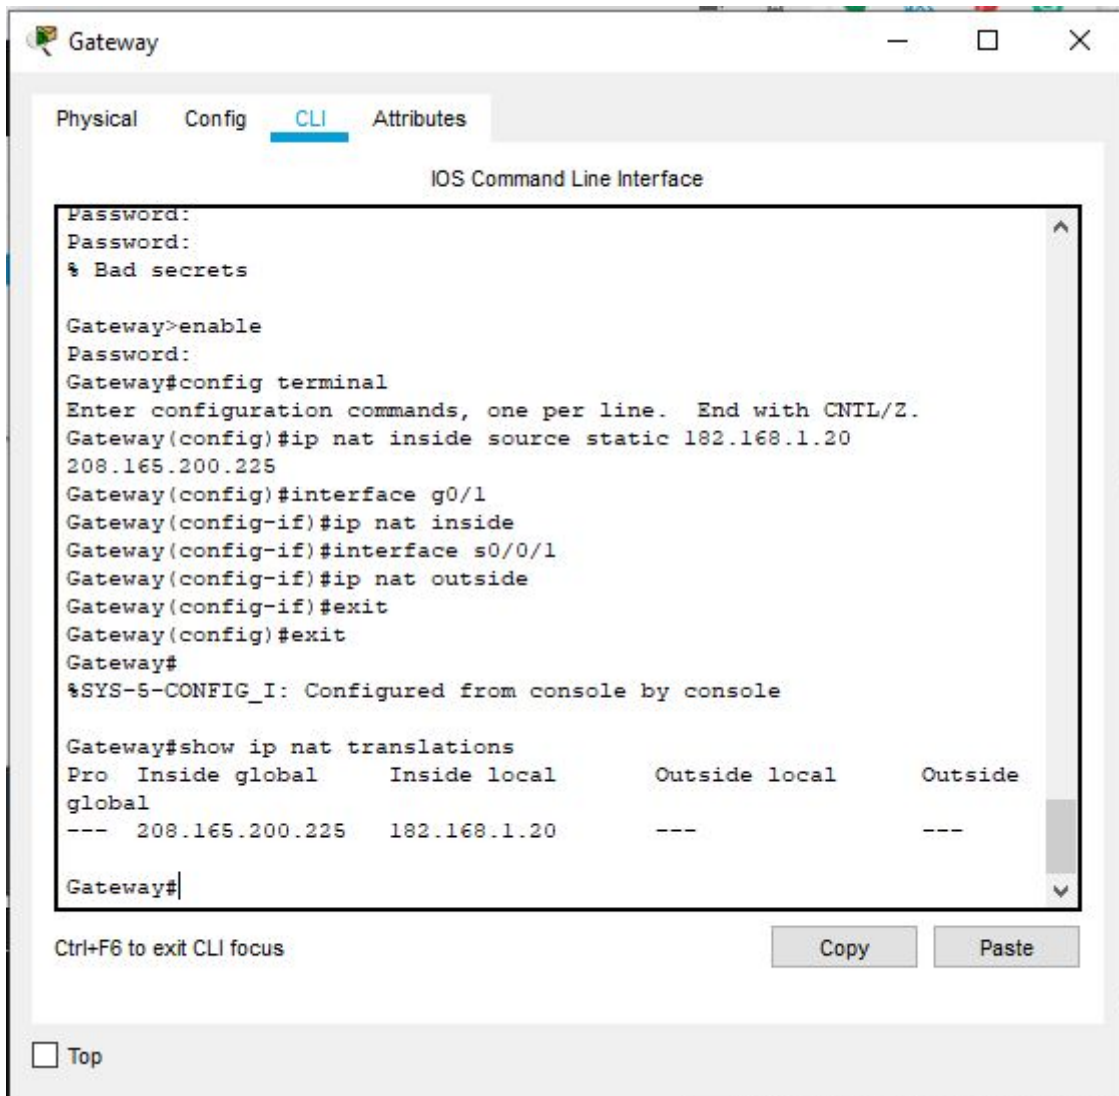 Gateway
Physical Config CLI Attributes
IOS Command Line Interface
Password:
Password:
% Bad secrets
Gateway>enable
Password:
Gateway#config terminal
Enter configuration commands, one per line.  End with CNTL/Z.
Gateway(config)#ip nat inside source static 182.168.1.20
208.165.200.225
Gateway(config)#interface g0/1
Gateway(config-if)#ip nat inside
Gateway(config-if)#interface s0/0/1
Gateway(config-if)#ip nat outside
Gateway(config-if)#exit
Gateway(config)#exit
Gateway#
%SYS-5-CONFIG_I: Configured from console by console
Gateway#show ip nat translations
Pro  Inside global     Inside local       Outside local      Outside
global
---  208.165.200.225   182.168.1.20       ---                ---
Gateway#
Ctrl+F6 to exit CLI focus Copy Paste
Top